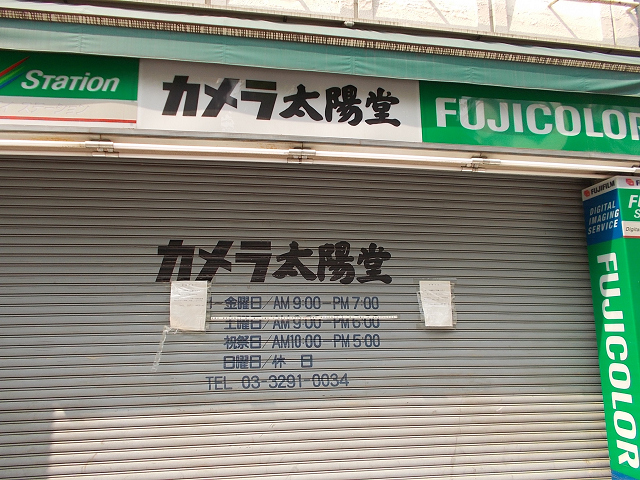 Station
カメラ太陽堂
FUJICOLOR
FUJIFILM
DIGITAL
IMAGING
SERVICE
FUJICOLOR
カメラ太陽堂
ー金曜日/AM 9:00-PM 7:00
土曜日/AM 9:00-PM 6:00
祝祭日/AM10:00-PM 5:00
日曜日/休 日
TEL 03-3291-0034